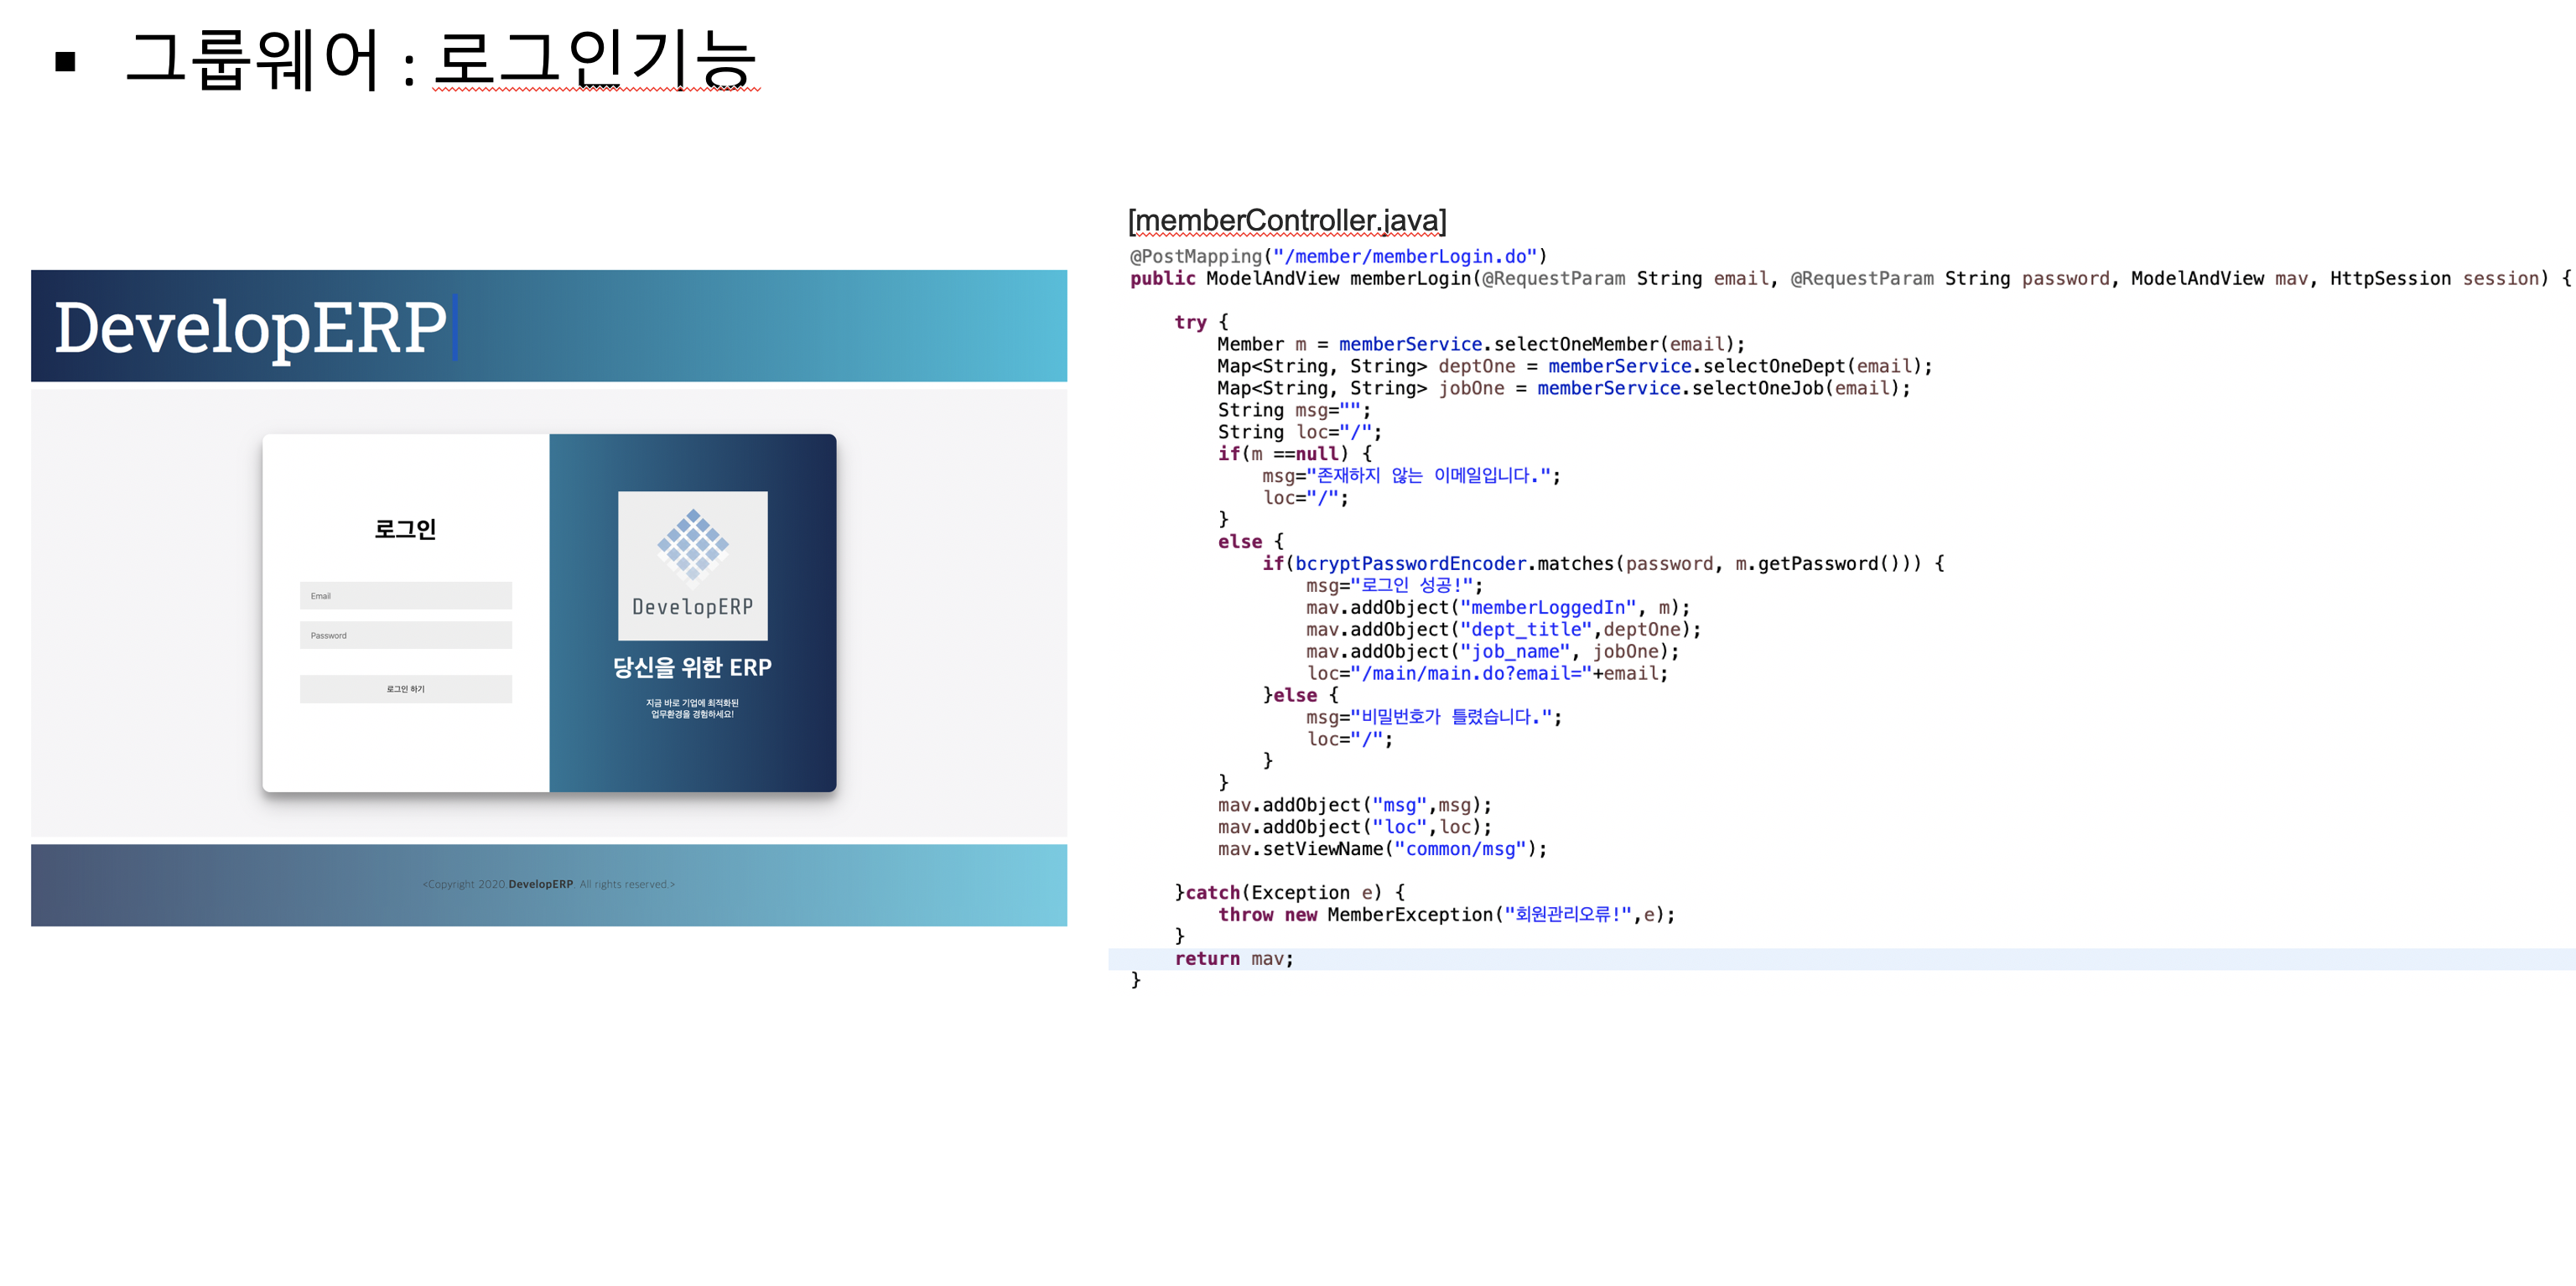 ▪ 그룹웨어 : 로그인기능
DevelopERP
로그인
Email
Password
로그인 하기
DevelopERP
당신을 위한 ERP
지금 바로 기업에 최적화된
업무환경을 경험하세요!
<Copyright 2020 DevelopERP. All rights reserved.>
[memberController.java]
@PostMapping("/member/memberLogin.do")
public ModelAndView memberLogin(@RequestParam String email, @RequestParam String password, ModelAndView mav, HttpSession session) {
try {
Member m = memberService.selectOneMember(email);
Map<String, String> deptOne = memberService.selectOneDept(email);
Map<String, String> jobOne = memberService.selectOneJob(email);
String msg="";
String loc="/";
if(m ==null) {
msg="존재하지 않는 이메일입니다.";
loc="/";
}
else {
if(bcryptPasswordEncoder.matches(password, m.getPassword())) {
msg="로그인 성공!";
mav.addObject("memberLoggedIn", m);
mav.addObject("dept_title",deptOne);
mav.addObject("job_name", jobOne);
loc="/main/main.do?email="+email;
}else {
msg="비밀번호가 틀렸습니다.";
loc="/";
}
}
mav.addObject("msg",msg);
mav.addObject("loc",loc);
mav.setViewName("common/msg");
}catch(Exception e) {
throw new MemberException("회원관리오류!",e);
}
return mav;
}